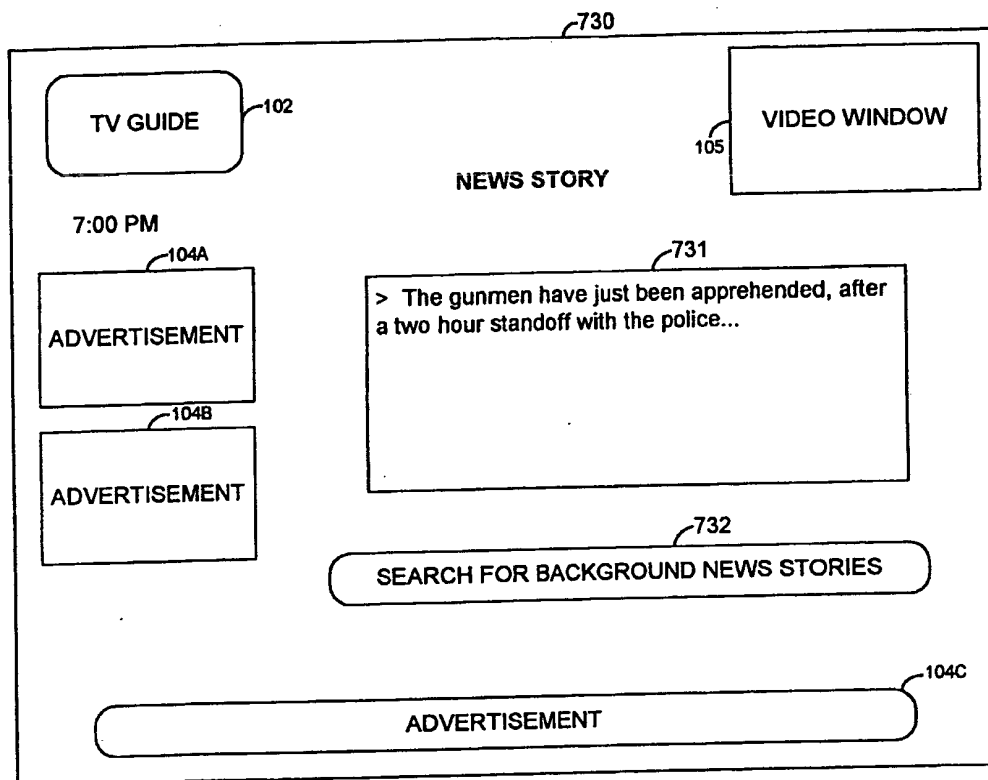 730
TV GUIDE
102
VIDEO WINDOW
105
NEWS STORY
7:00 PM
104A
ADVERTISEMENT
731
> The gunmen have just been apprehended, after
a two hour standoff with the police...
104B
ADVERTISEMENT
732
SEARCH FOR BACKGROUND NEWS STORIES
104C
ADVERTISEMENT